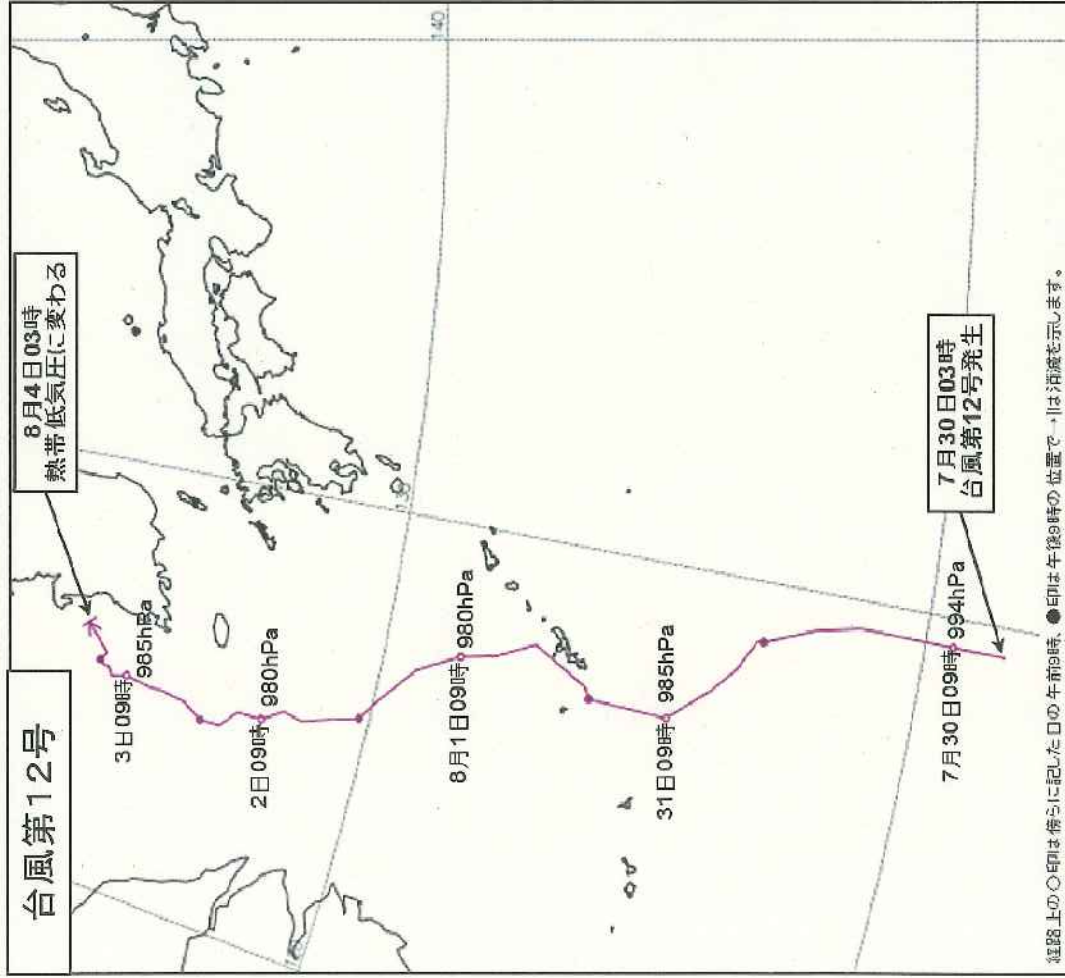 台風第12号
8月4日03時
熱帯低気圧に変わる
140
3日09時
985hPa
2日09時
980hPa
130
8月1日09時
980hPa
31日09時
985hPa
7月30日03時
台風第12号発生
7月30日09時
994hPa
経路上の○印は傍らに記した日の午前9時、●印は午後9時の位置で→|は消滅を示します。